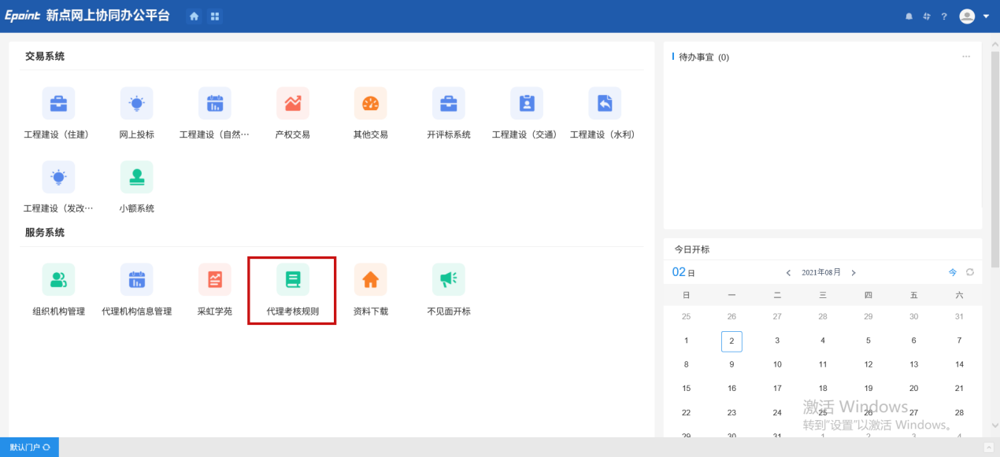 Epoint 新点网上协同办公平台
?
交易系统
待办事宜 (0)
工程建设（住建）
网上投标
工程建设（自然…
产权交易
其他交易
开评标系统
工程建设（交通）
工程建设（水利）
工程建设（发改…
小额系统
服务系统
组织机构管理
代理机构信息管理
采虹学苑
代理考核规则
资料下载
不见面开标
今日开标
02日
2021年08月
今
日 一 二 三 四 五 六
25 26 27 28 29 30 31
1 2 3 4 5 6 7
8 9 10 11 12 13 14
15 16 17 18 19 20 21
22 23 24 25 26 27 28
29 30 31 1 2 3 4
激活 Windows
转到"设置"以激活 Windows。
默认门户